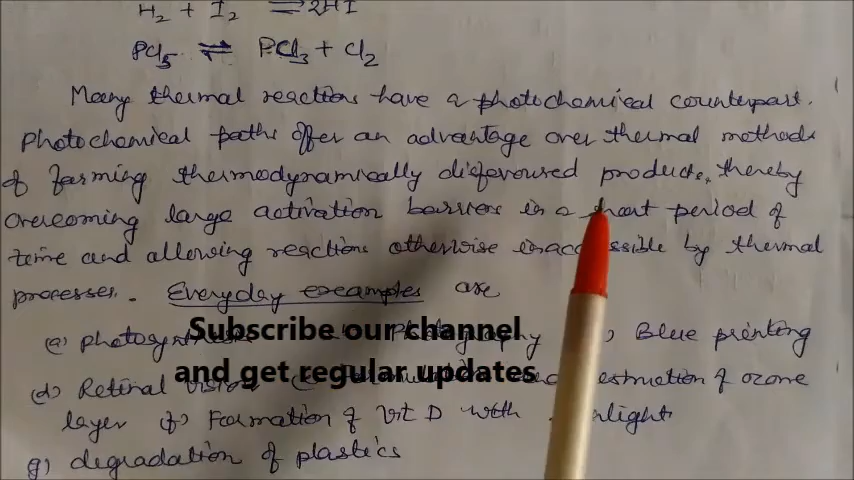 H2 + I2 ⇌ 2HI
PCl5 ⇌ PCl3 + Cl2
Many thermal reactions have a photochemical counterpart.
Photochemical paths offer an advantage over thermal methods
of forming thermodynamically disfavoured products, thereby
overcoming large activation barriers in a short period of
time and allowing reactions otherwise inaccessible by thermal
processes. Everyday examples are
(a) photosynthesis photography , Blue printing
Subscribe our channel
and get regular updates
(d) Retinal vision (e) of ozone
layer (f) Formation of vit D with sunlight
g) degradation of plastics